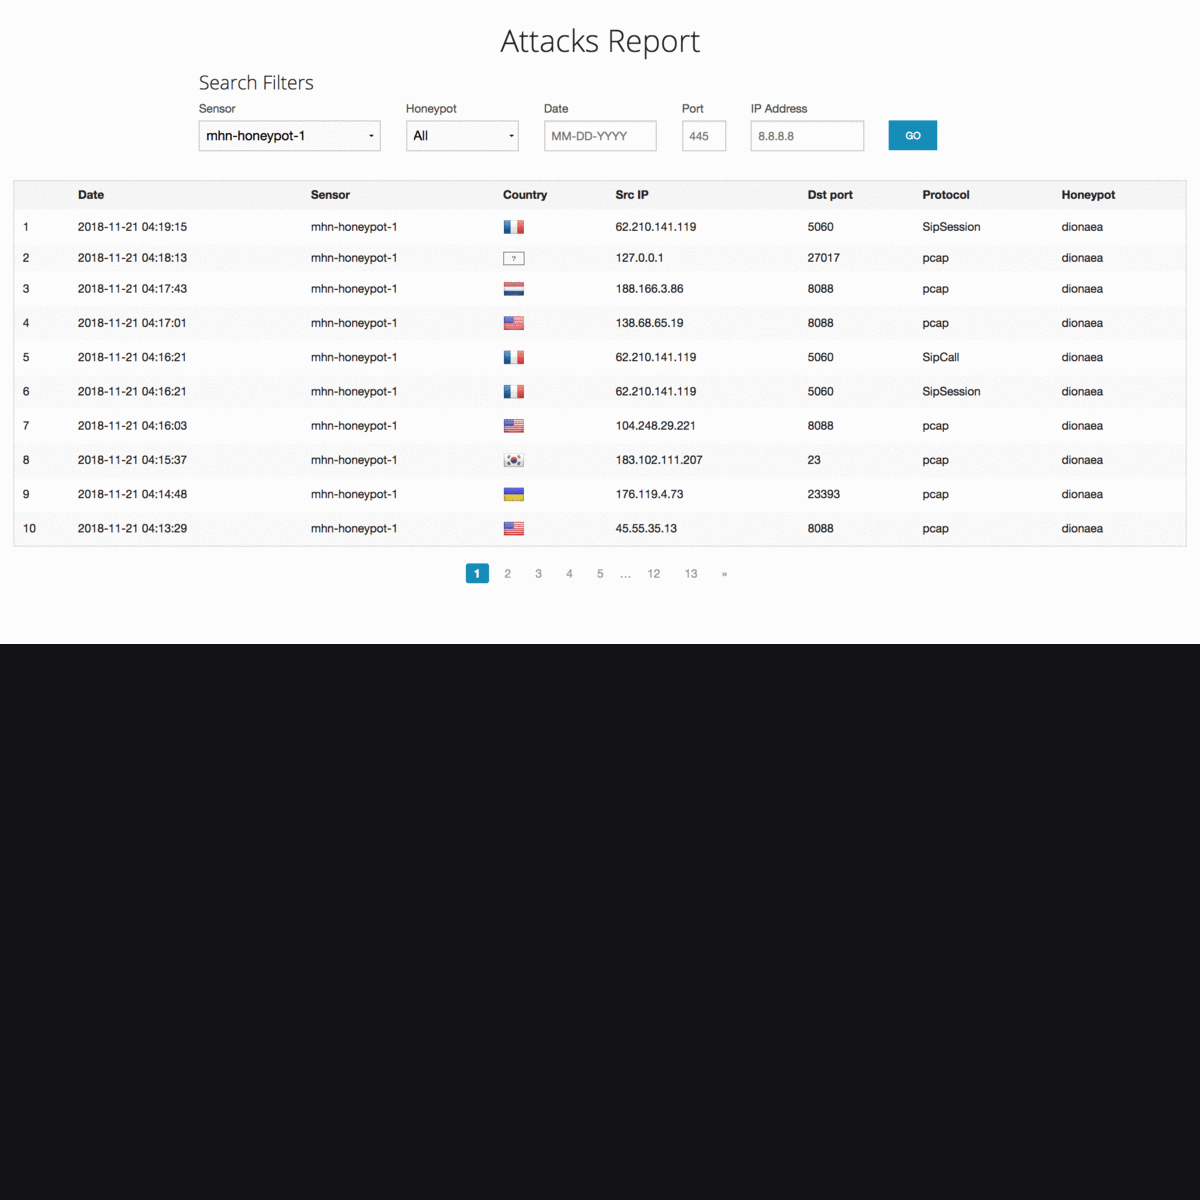 Attacks Report
Search Filters
Sensor Honeypot Date Port IP Address
mhn-honeypot-1 All MM-DD-YYYY 445 8.8.8.8 GO
Date Sensor Country Src IP Dst port Protocol Honeypot
1 2018-11-21 04:19:15 mhn-honeypot-1 62.210.141.119 5060 SipSession dionaea
2 2018-11-21 04:18:13 mhn-honeypot-1 ? 127.0.0.1 27017 pcap dionaea
3 2018-11-21 04:17:43 mhn-honeypot-1 188.166.3.86 8088 pcap dionaea
4 2018-11-21 04:17:01 mhn-honeypot-1 138.68.65.19 8088 pcap dionaea
5 2018-11-21 04:16:21 mhn-honeypot-1 62.210.141.119 5060 SipCall dionaea
6 2018-11-21 04:16:21 mhn-honeypot-1 62.210.141.119 5060 SipSession dionaea
7 2018-11-21 04:16:03 mhn-honeypot-1 104.248.29.221 8088 pcap dionaea
8 2018-11-21 04:15:37 mhn-honeypot-1 183.102.111.207 23 pcap dionaea
9 2018-11-21 04:14:48 mhn-honeypot-1 176.119.4.73 23393 pcap dionaea
10 2018-11-21 04:13:29 mhn-honeypot-1 45.55.35.13 8088 pcap dionaea
1 2 3 4 5 ... 12 13 »